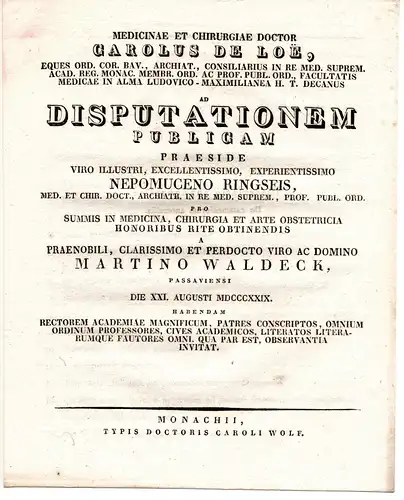 MEDICINAE ET CHIRURGIAE DOCTOR
CAROLUS DE LOË,
EQUES ORD. COR. BAV., ARCHIAT., CONSILIARIUS IN RE MED. SUPREM.
ACAD. REG. MONAC. MEMBR. ORD. AC PROF. PUBL. ORD., FACULTATIS
MEDICAE IN ALMA LUDOVICO-MAXIMILIANEA H. T. DECANUS
AD
DISPUTATIONEM
PUBLICAM
PRAESIDE
VIRO ILLUSTRI, EXCELLENTISSIMO, EXPERIENTISSIMO
NEPOMUCENO RINGSEIS,
MED. ET CHIR. DOCT., ARCHIATR. IN RE MED. SUPREM., PROF. PUBL. ORD.
PRO
SUMMIS IN MEDICINA, CHIRURGIA ET ARTE OBSTETRICIA
HONORIBUS RITE OBTINENDIS
A
PRAENOBILI, CLARISSIMO ET PERDOCTO VIRO AC DOMINO
MARTINO WALDECK,
PASSAVIENSI
DIE XXI. AUGUSTI MDCCCXXIX.
HABENDAM
RECTOREM ACADEMIAE MAGNIFICUM, PATRES CONSCRIPTOS, OMNIUM
ORDINUM PROFESSORES, CIVES ACADEMICOS, LITERATOS LITERA-
RUMQUE FAUTORES OMNI, QUA PAR EST, OBSERVANTIA
INVITAT.
MONACHII,
TYPIS DOCTORIS CAROLI WOLF.